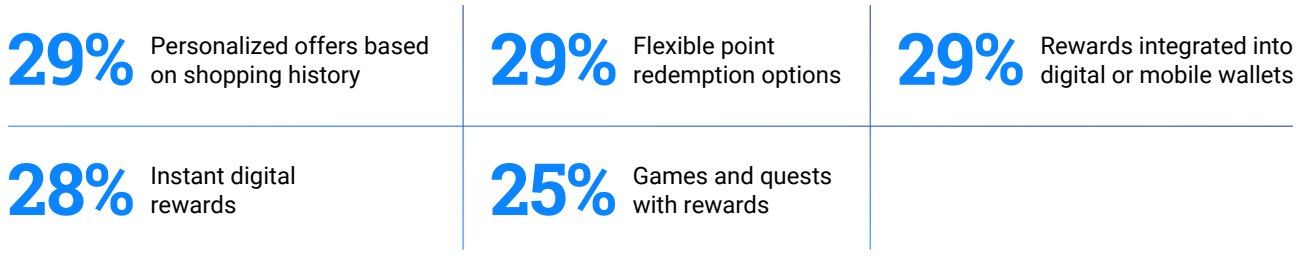 29%
Personalized offers based
on shopping history
29%
Flexible point
redemption options
29%
Rewards integrated into
digital or mobile wallets
28%
Instant digital
rewards
25%
Games and quests
with rewards